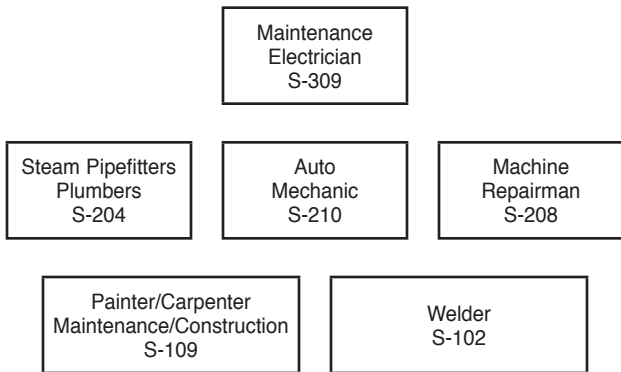 Maintenance
Electrician
S-309
Steam Pipefitters
Plumbers
S-204
Auto
Mechanic
S-210
Machine
Repairman
S-208
Painter/Carpenter
Maintenance/Construction
S-109
Welder
S-102